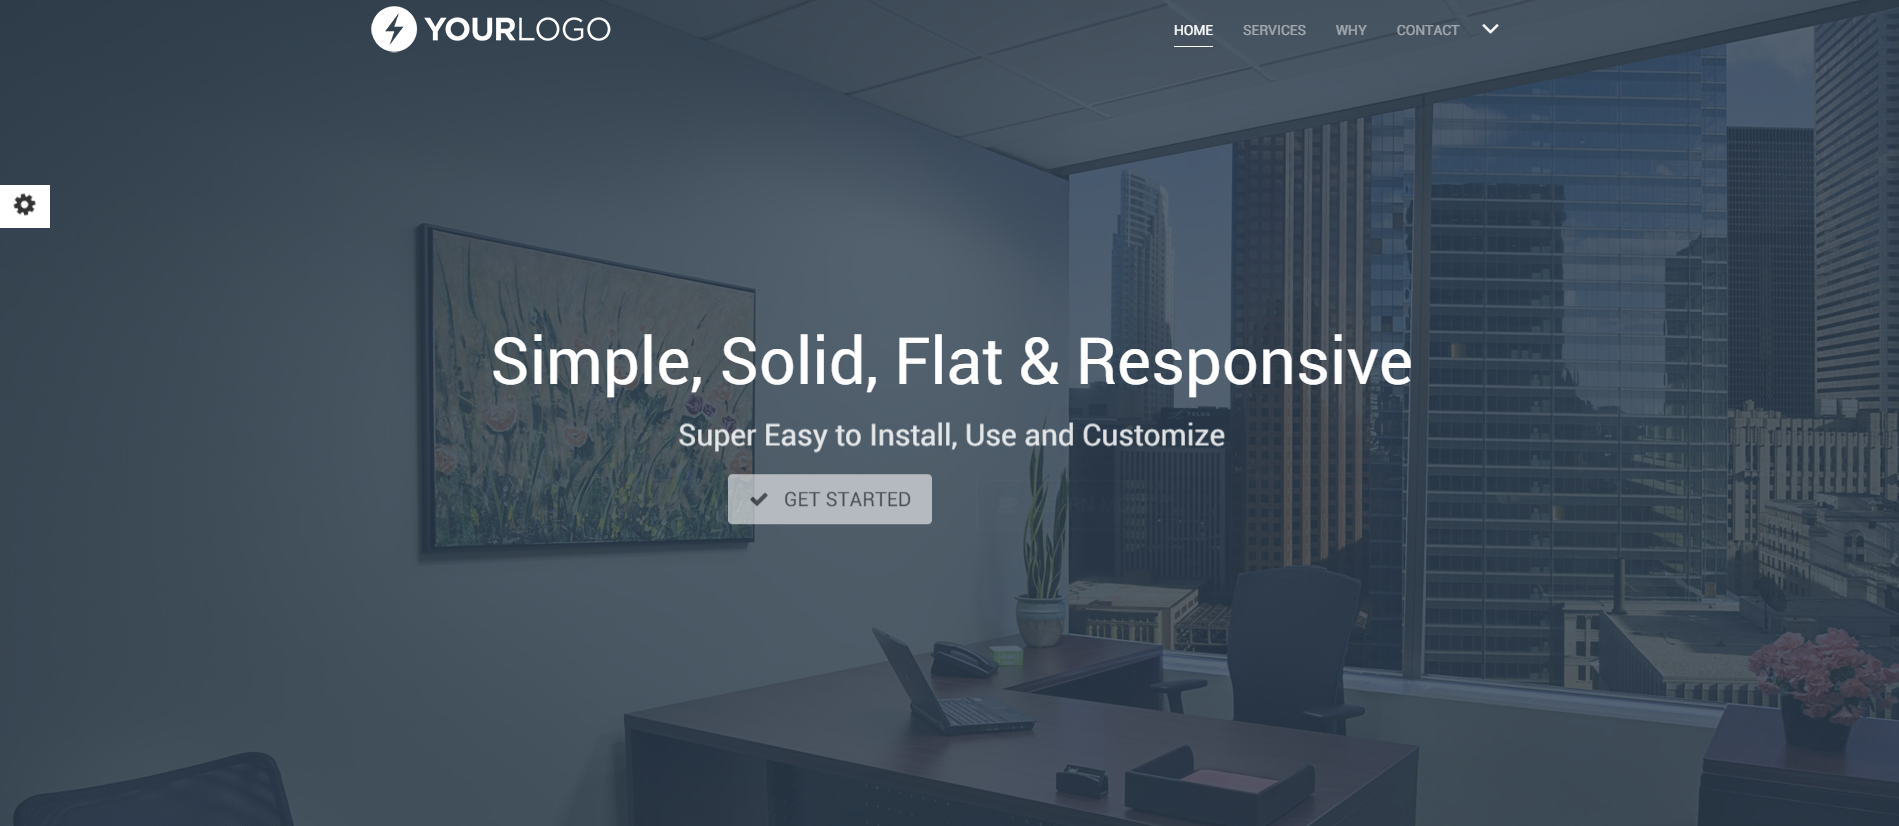 YOURLOGO
HOME SERVICES WHY CONTACT
Simple, Solid, Flat & Responsive
Super Easy to Install, Use and Customize
GET STARTED